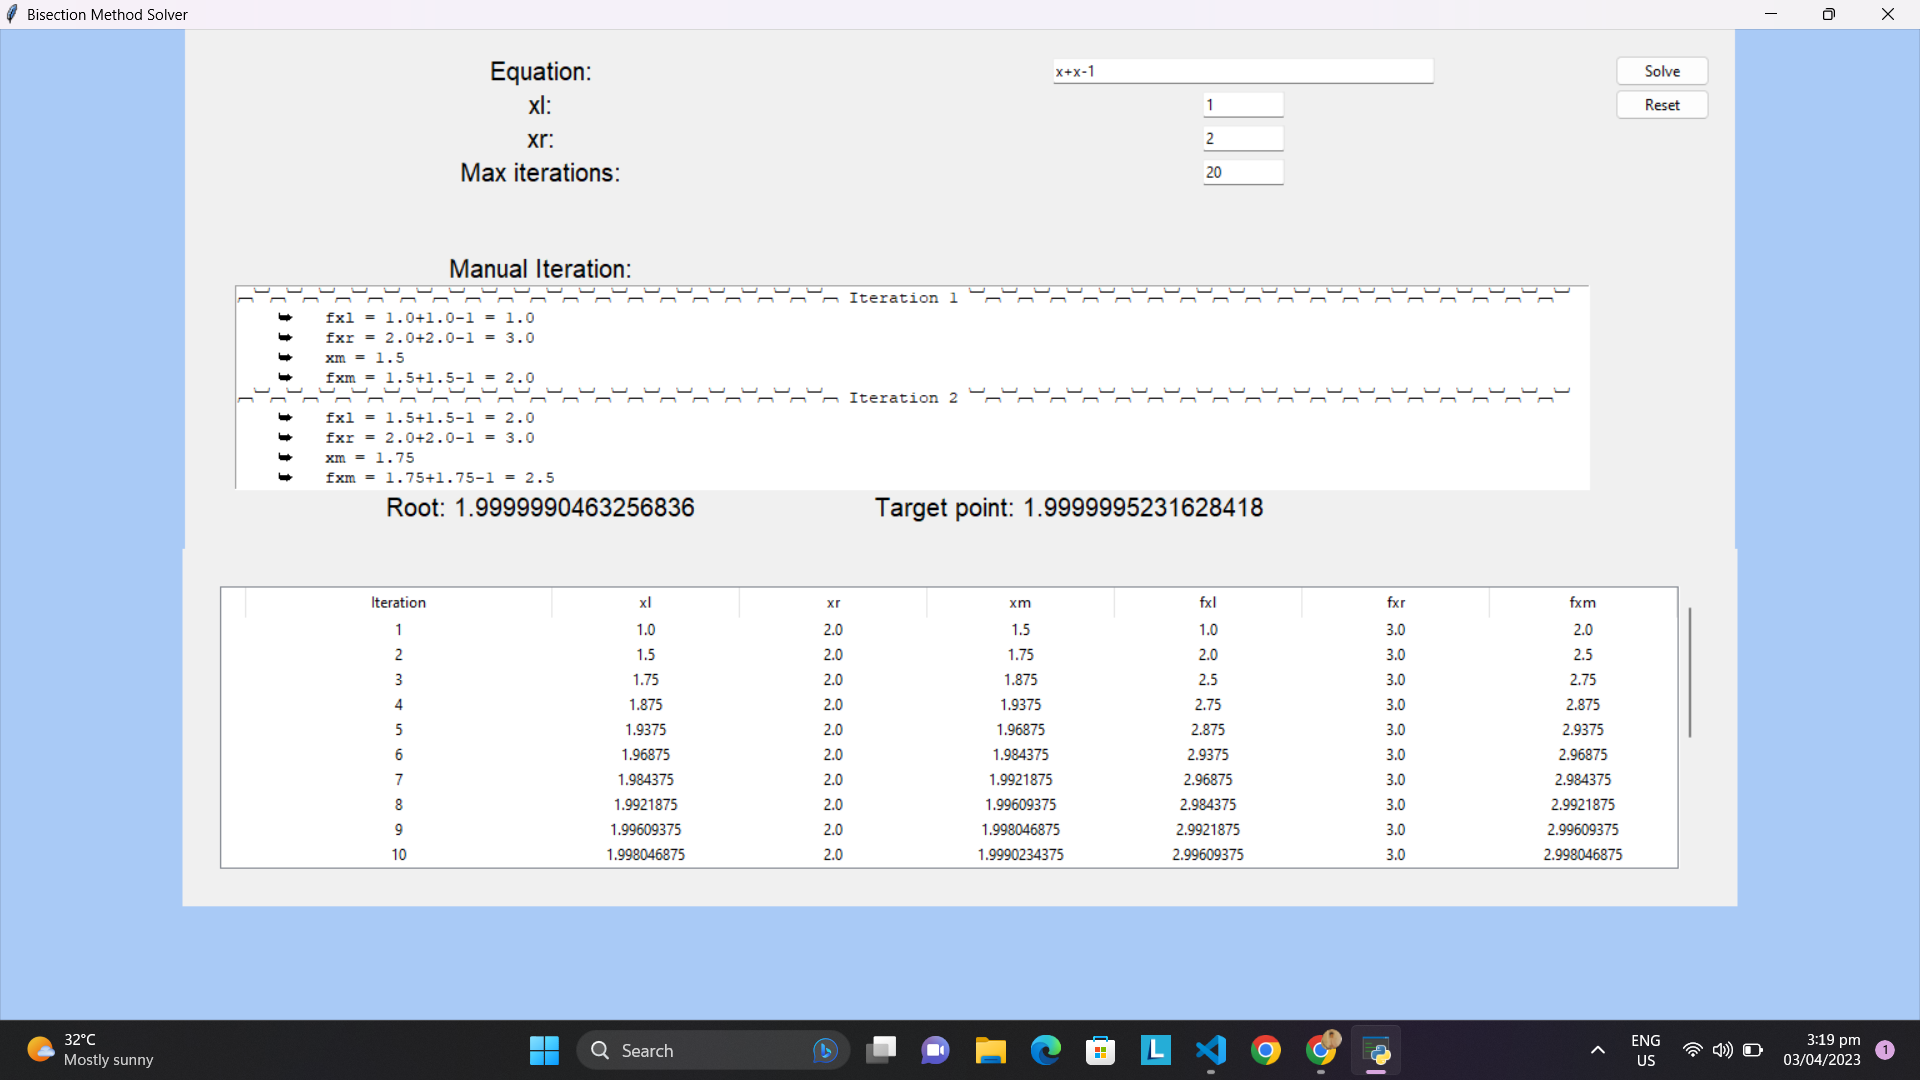 Bisection Method Solver
Equation: x+x-1 Solve
xl: 1 Reset
xr: 2
Max iterations: 20
Manual Iteration:
Iteration 1
➥ fxl = 1.0+1.0-1 = 1.0
➥ fxr = 2.0+2.0-1 = 3.0
➥ xm = 1.5
➥ fxm = 1.5+1.5-1 = 2.0
Iteration 2
➥ fxl = 1.5+1.5-1 = 2.0
➥ fxr = 2.0+2.0-1 = 3.0
➥ xm = 1.75
➥ fxm = 1.75+1.75-1 = 2.5
Root: 1.9999990463256836 Target point: 1.9999995231628418
Iteration xl xr xm fxl fxr fxm
1 1.0 2.0 1.5 1.0 3.0 2.0
2 1.5 2.0 1.75 2.0 3.0 2.5
3 1.75 2.0 1.875 2.5 3.0 2.75
4 1.875 2.0 1.9375 2.75 3.0 2.875
5 1.9375 2.0 1.96875 2.875 3.0 2.9375
6 1.96875 2.0 1.984375 2.9375 3.0 2.96875
7 1.984375 2.0 1.9921875 2.96875 3.0 2.984375
8 1.9921875 2.0 1.99609375 2.984375 3.0 2.9921875
9 1.99609375 2.0 1.998046875 2.9921875 3.0 2.99609375
10 1.998046875 2.0 1.9990234375 2.99609375 3.0 2.998046875
32°C
Mostly sunny
Search
L
ENG
US
3:19 pm
03/04/2023
1